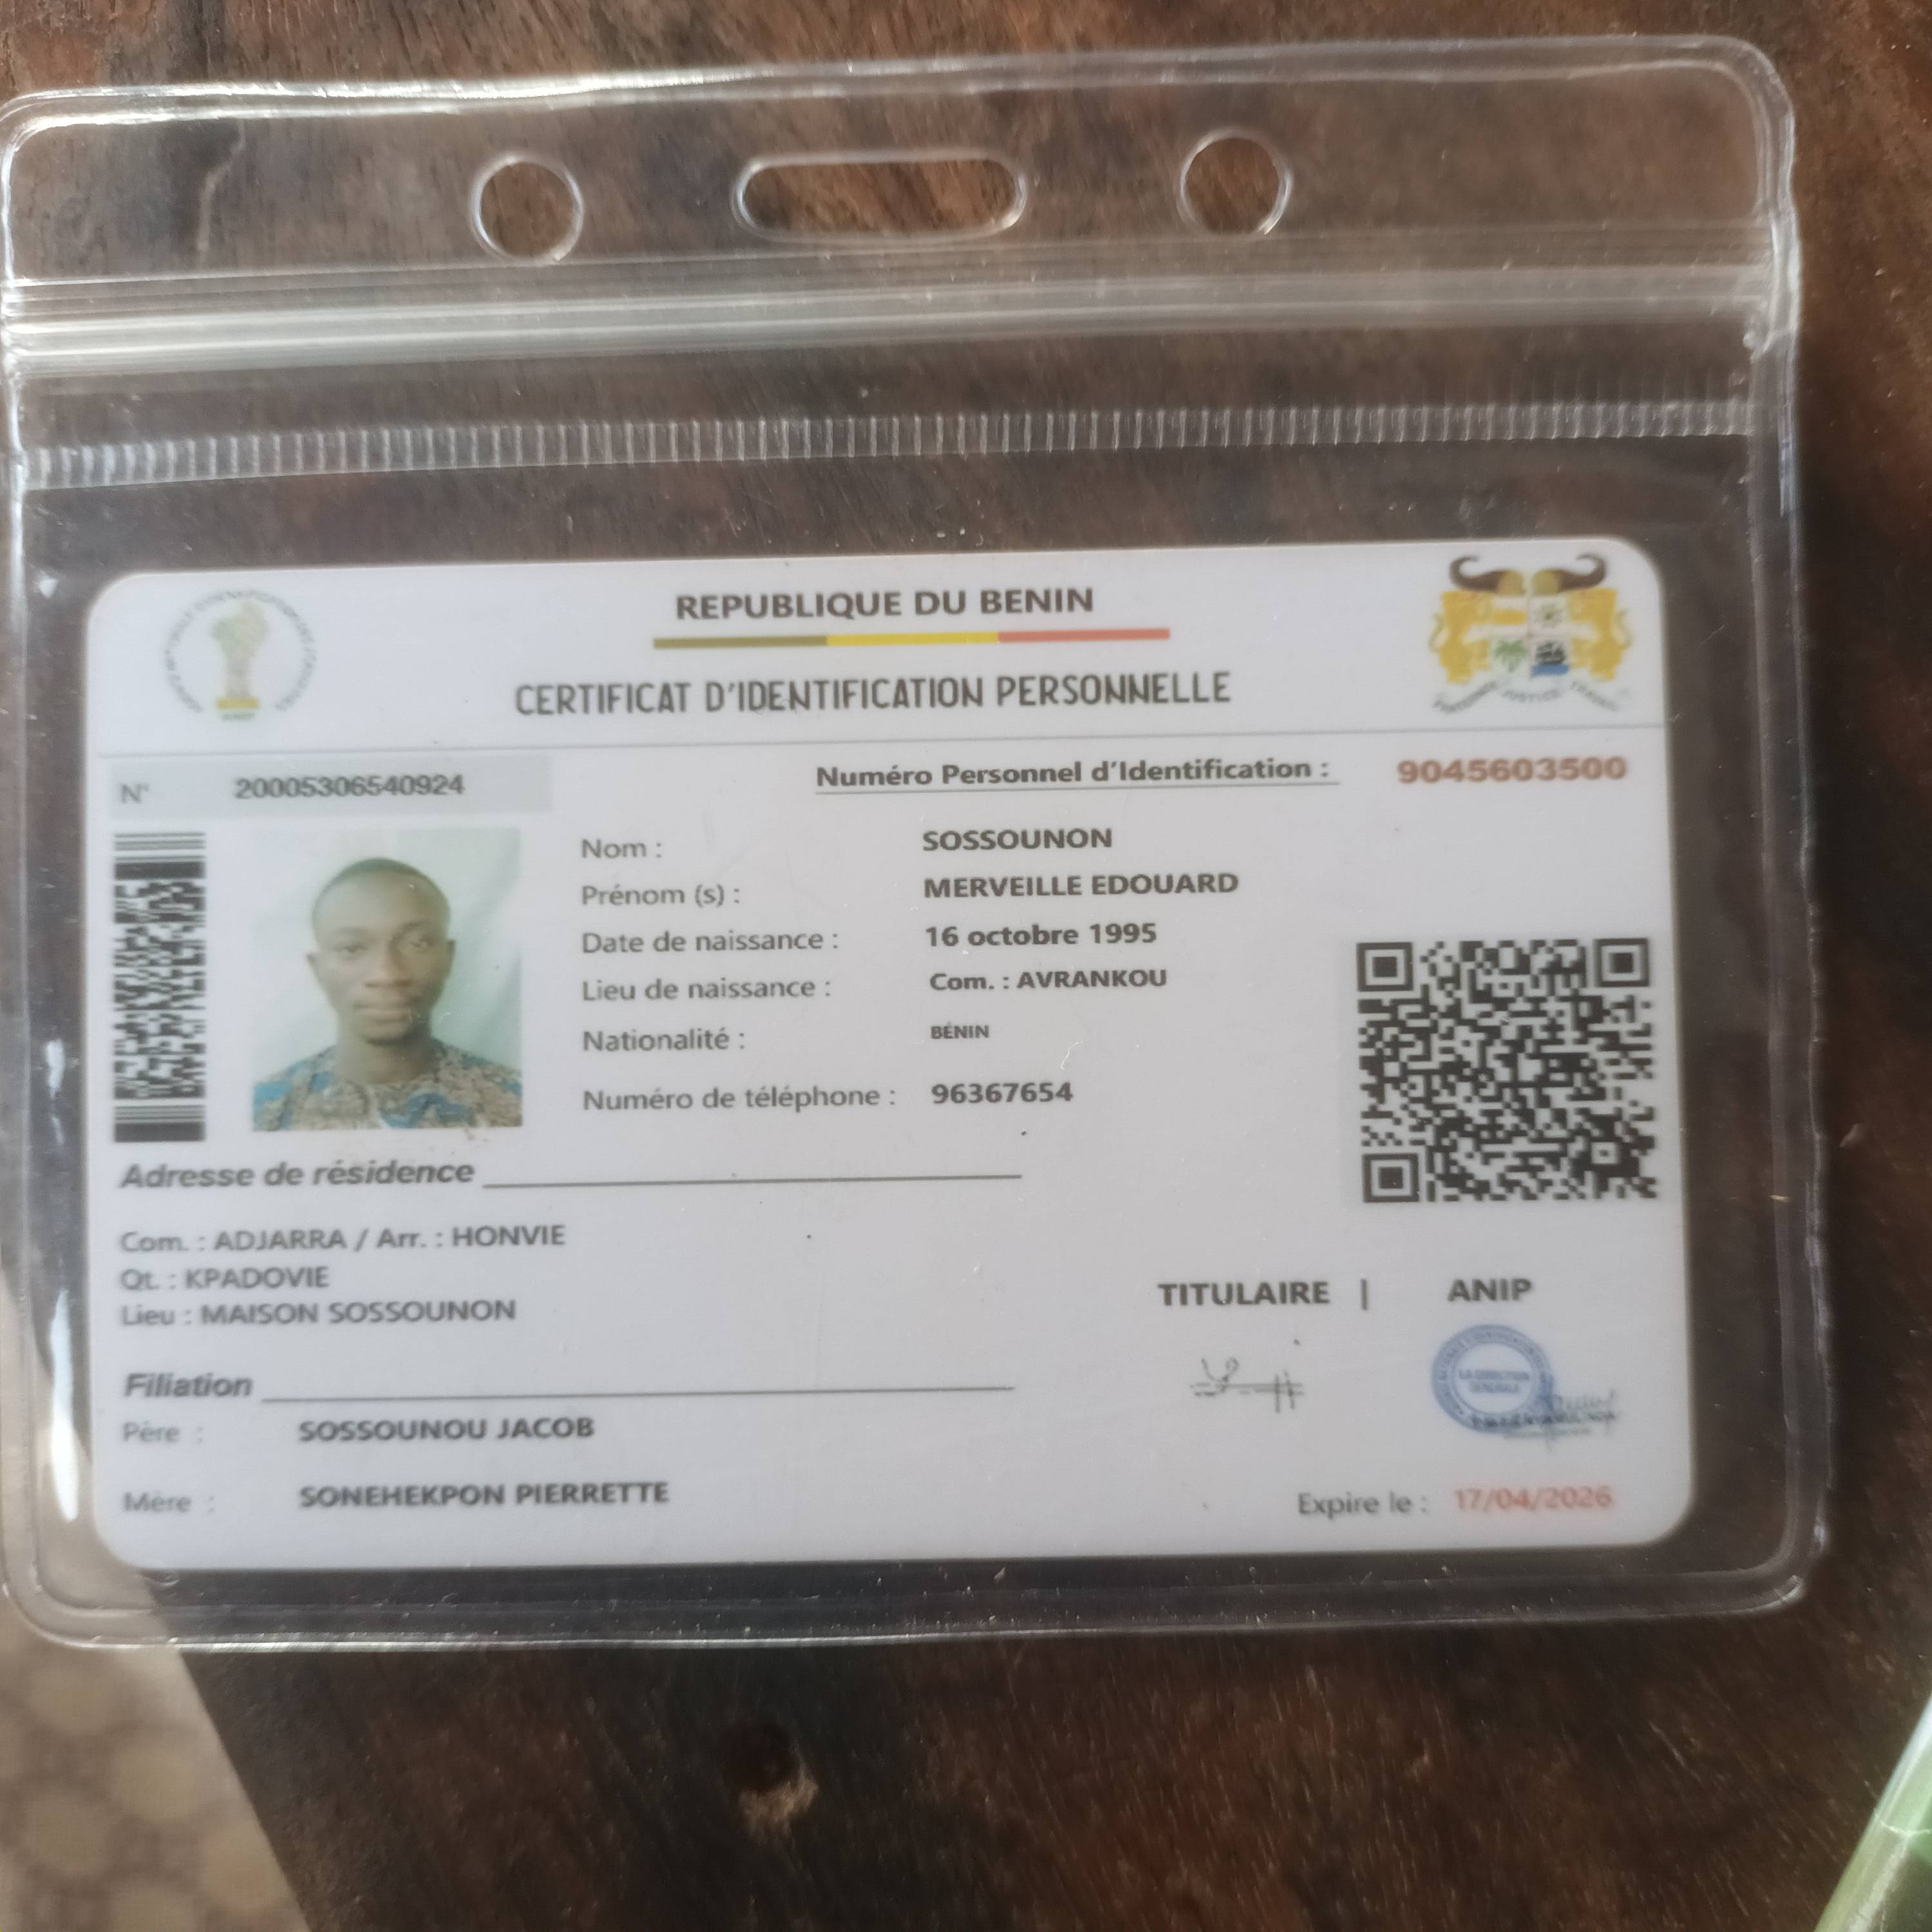 REPUBLIQUE DU BENIN
CERTIFICAT D'IDENTIFICATION PERSONNELLE
N° 20005306540924
Numéro Personnel d'Identification : 9045603500
Nom : SOSSOUNON
Prénom (s) : MERVEILLE EDOUARD
Date de naissance : 16 octobre 1995
Lieu de naissance : Com. : AVRANKOU
Nationalité : BÉNIN
Numéro de téléphone : 96367654
Adresse de résidence
Com. : ADJARRA / Arr. : HONVIE
Qt. : KPADOVIE
Lieu : MAISON SOSSOUNON
TITULAIRE | ANIP
LA DIRECTION
GENERALE
Filiation
Père : SOSSOUNOU JACOB
Mère : SONEHEKPON PIERRETTE
Expire le : 17/04/2026